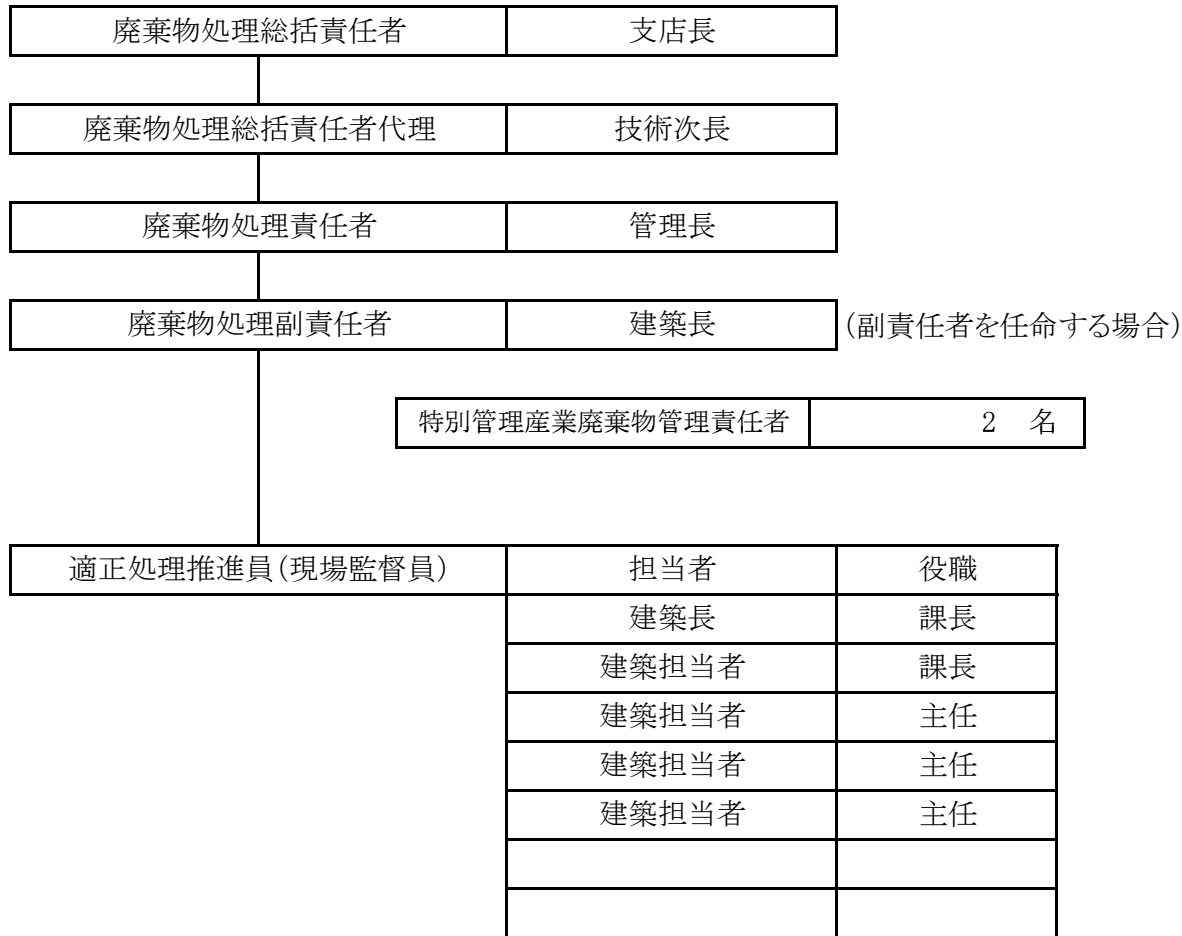 廃棄物処理総括責任者 支店長
廃棄物処理総括責任者代理 技術次長
廃棄物処理責任者 管理長
廃棄物処理副責任者 建築長 (副責任者を任命する場合)
特別管理産業廃棄物管理責任者 2 名
適正処理推進員(現場監督員) 担当者 役職
建築長 課長
建築担当者 課長
建築担当者 主任
建築担当者 主任
建築担当者 主任